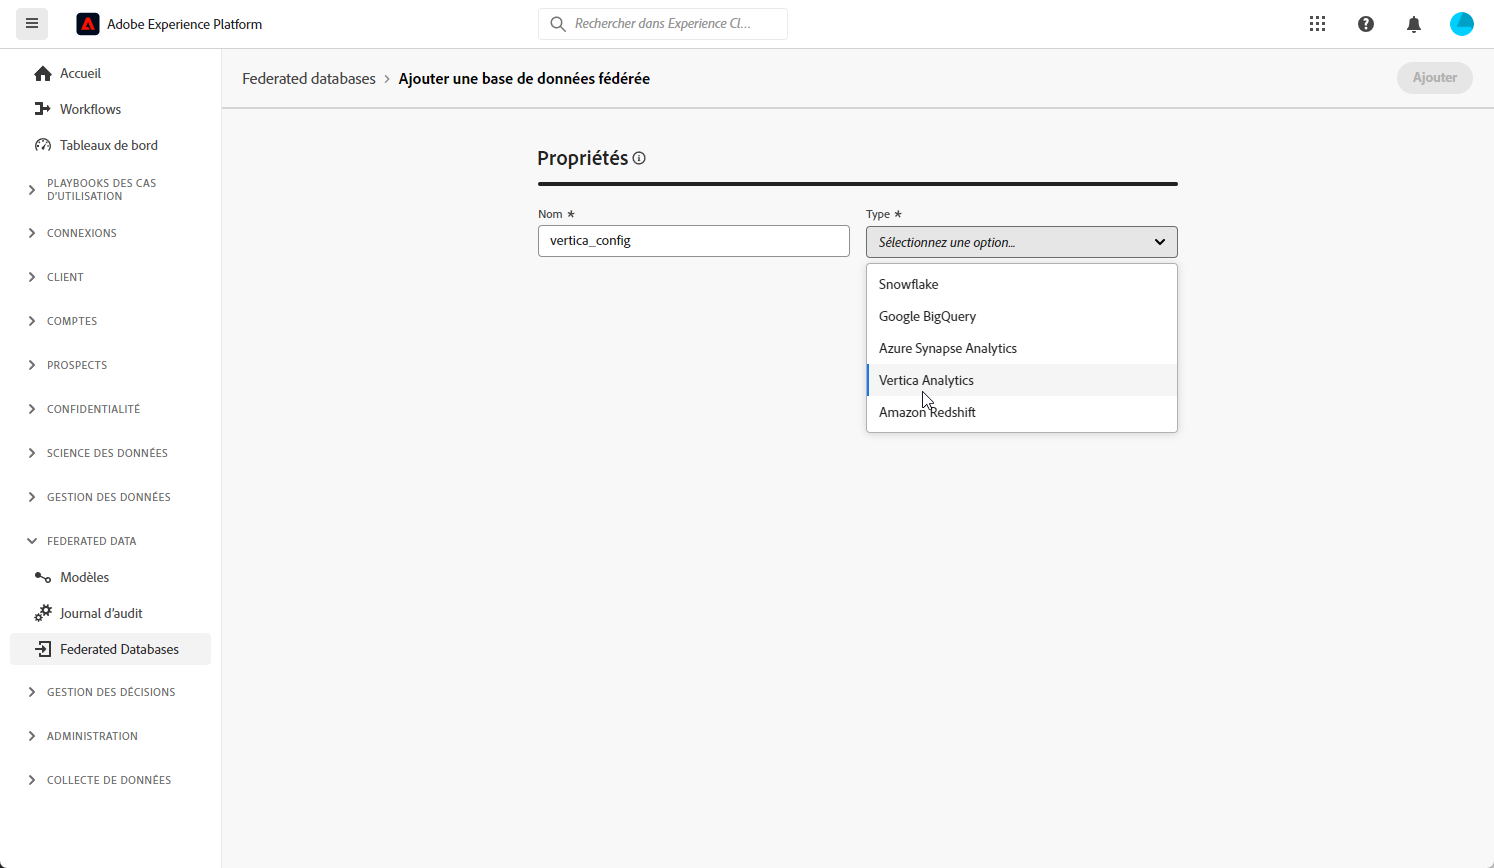 Adobe Experience Platform
Rechercher dans Experience Cl...
Accueil
Workflows
Tableaux de bord
PLAYBOOKS DES CAS
D'UTILISATION
CONNEXIONS
CLIENT
COMPTES
PROSPECTS
CONFIDENTIALITÉ
SCIENCE DES DONNÉES
GESTION DES DONNÉES
FEDERATED DATA
Modèles
Journal d'audit
Federated Databases
GESTION DES DÉCISIONS
ADMINISTRATION
COLLECTE DE DONNÉES
Federated databases > Ajouter une base de données fédérée
Ajouter
Propriétés
Nom *
vertica_config
Type *
Sélectionnez une option...
Snowflake
Google BigQuery
Azure Synapse Analytics
Vertica Analytics
Amazon Redshift